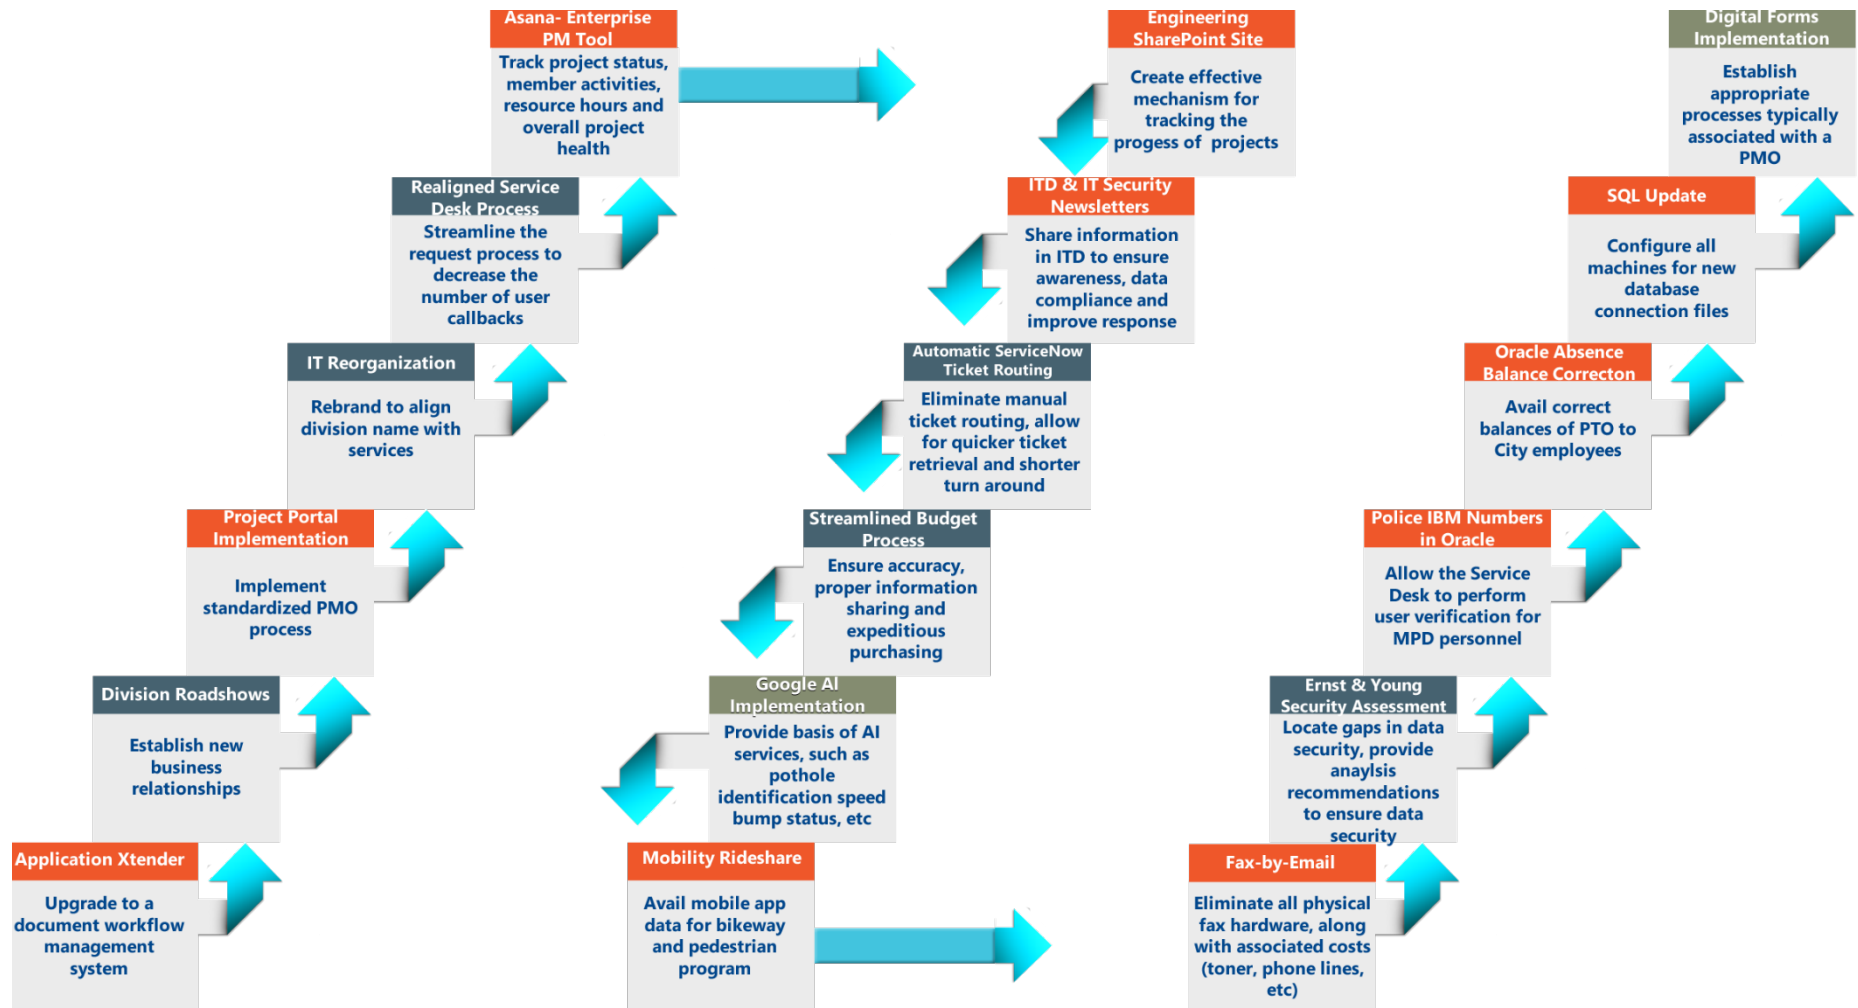 Application Xtender
Upgrade to a
document workflow
management
system
Division Roadshows
Establish new
business
relationships
Project Portal
Implementation
Implement
standardized PMO
process
IT Reorganization
Rebrand to align
division name with
services
Realigned Service
Desk Process
Streamline the
request process to
decrease the
number of user
callbacks
Asana- Enterprise
PM Tool
Track project status,
member activities,
resource hours and
overall project
health
Engineering
SharePoint Site
Create effective
mechanism for
tracking the
progess of projects
ITD & IT Security
Newsletters
Share information
in ITD to ensure
awareness, data
compliance and
improve response
Automatic ServiceNow
Ticket Routing
Eliminate manual
ticket routing, allow
for quicker ticket
retrieval and shorter
turn around
Streamlined Budget
Process
Ensure accuracy,
proper information
sharing and
expeditious
purchasing
Google AI
Implementation
Provide basis of AI
services, such as
pothole
identification speed
bump status, etc
Mobility Rideshare
Avail mobile app
data for bikeway
and pedestrian
program
Fax-by-Email
Eliminate all physical
fax hardware, along
with associated costs
(toner, phone lines,
etc)
Ernst & Young
Security Assessment
Locate gaps in data
security, provide
anaylsis
recommendations
to ensure data
security
Police IBM Numbers
in Oracle
Allow the Service
Desk to perform
user verification for
MPD personnel
Oracle Absence
Balance Correcton
Avail correct
balances of PTO to
City employees
SQL Update
Configure all
machines for new
database
connection files
Digital Forms
Implementation
Establish
appropriate
processes typically
associated with a
PMO